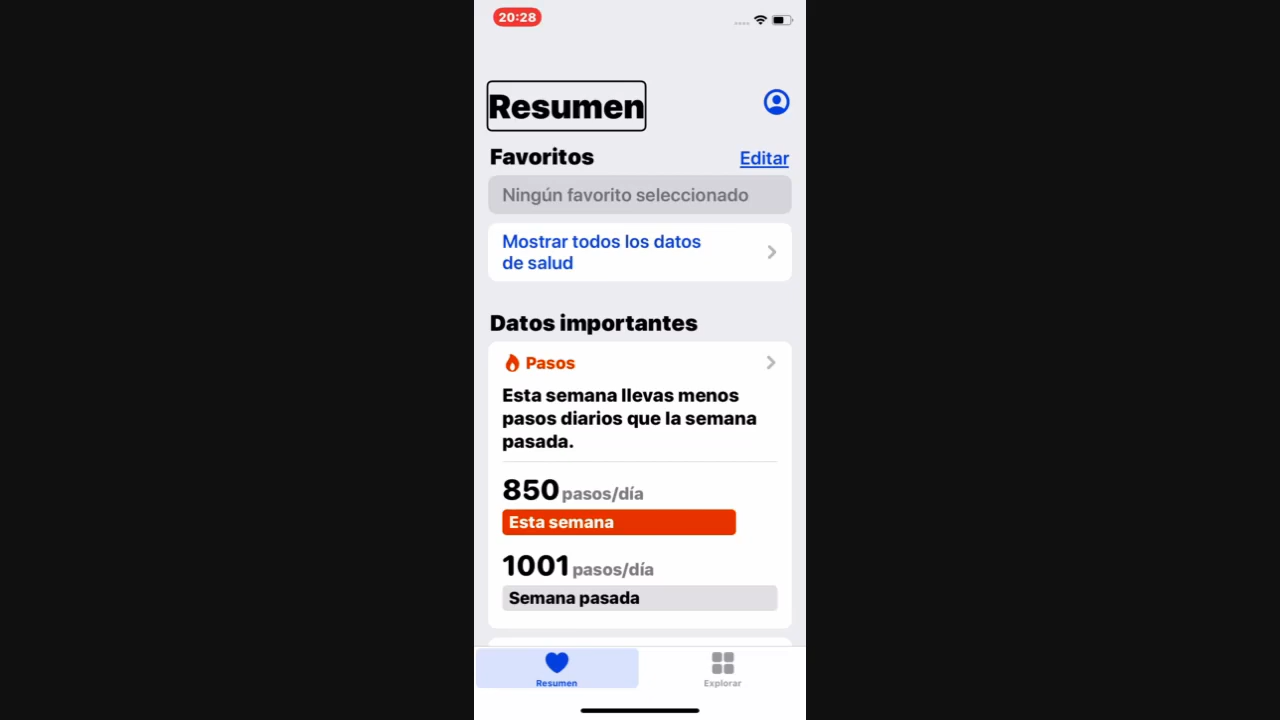 20:28
Resumen
Favoritos
Editar
Ningún favorito seleccionado
Mostrar todos los datos
de salud
Datos importantes
Pasos
Esta semana llevas menos
pasos diarios que la semana
pasada.
850 pasos/día
Esta semana
1001 pasos/día
Semana pasada
Resumen
Explorar